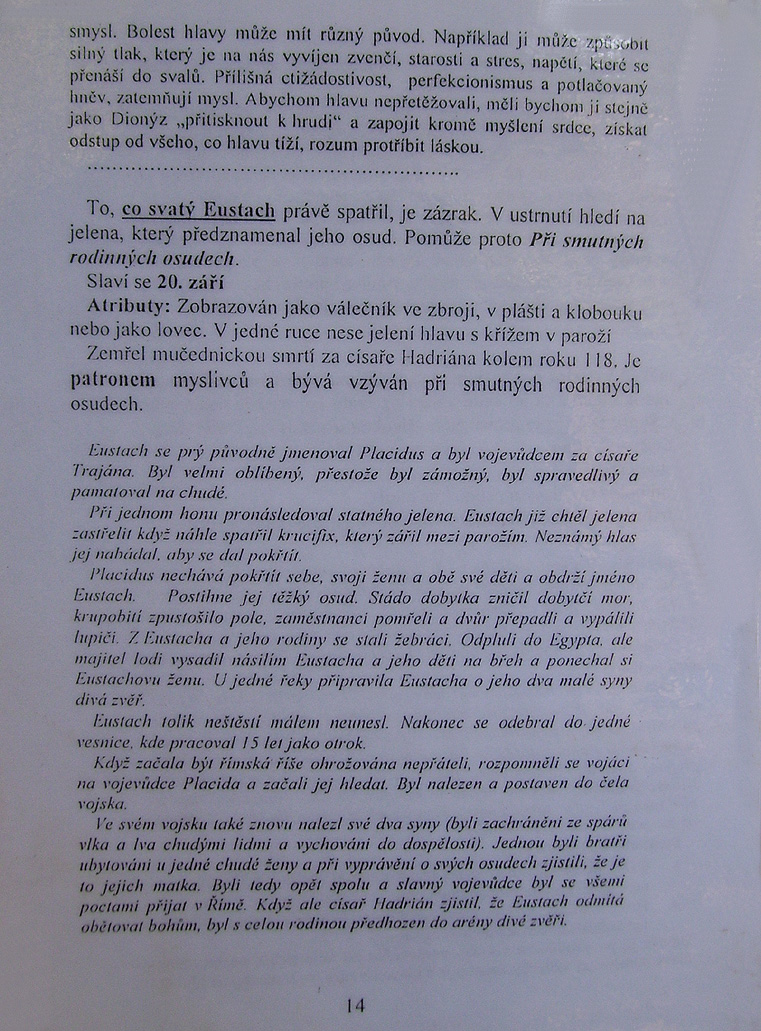 smysl. Bolest hlavy může mít různý původ. Například ji může způsobit
silný tlak, který je na nás vyvíjen zvenčí, starosti a stres, napětí, které se
přenáší do svalů. Přílišná ctižádostivost, perfekcionismus a potlačovaný
hněv, zatemňují mysl. Abychom hlavu nepřetěžovali, měli bychom ji stejně
jako Dionýz „přitisknout k hrudi“ a zapojit kromě myšlení srdce, získat
odstup od všeho, co hlavu tíží, rozum protříbit láskou.
................................................................
To, co svatý Eustach právě spatřil, je zázrak. V ustrnutí hledí na
jelena, který předznamenal jeho osud. Pomůže proto Při smutných
rodinných osudech.
Slaví se 20. září
Atributy: Zobrazován jako válečník ve zbroji, v plášti a klobouku
nebo jako lovec. V jedné ruce nese jelení hlavu s křížem v paroží
Zemřel mučednickou smrtí za císaře Hadriána kolem roku 118. Je
patronem myslivců a bývá vzýván při smutných rodinných
osudech.
Eustach se prý původně jmenoval Placidus a byl vojevůdcem za císaře
Trajána. Byl velmi oblíbený, přestože byl zámožný, byl spravedlivý a
pamatoval na chudé.
Při jednom honu pronásledoval statného jelena. Eustach již chtěl jelena
zastřelit když náhle spatřil krucifix, který zářil mezi parožím. Neznámý hlas
jej nabádal, aby se dal pokřtít.
Placidus nechává pokřtít sebe, svoji ženu a obě své děti a obdrží jméno
Eustach. Postihne jej těžký osud. Stádo dobytka zničil dobytčí mor,
krupobití zpustošilo pole, zaměstnanci pomřeli a dvůr přepadli a vypálili
lupiči. Z Eustacha a jeho rodiny se stali žebráci. Odpluli do Egypta, ale
majitel lodi vysadil násilím Eustacha a jeho děti na břeh a ponechal si
Eustachovu ženu. U jedné řeky připravila Eustacha o jeho dva malé syny
divá zvěř.
Eustach tolik neštěstí málem neunesl. Nakonec se odebral do jedné
vesnice, kde pracoval 15 let jako otrok.
Když začala být římská říše ohrožována nepřáteli, rozpomněli se vojáci
na vojevůdce Placida a začali jej hledat. Byl nalezen a postaven do čela
vojska.
Ve svém vojsku také znovu nalezl své dva syny (byli zachráněni ze spárů
vlka a lva chudými lidmi a vychováni do dospělosti). Jednou byli bratři
ubytováni u jedné chudé ženy a při vyprávění o svých osudech zjistili, že je
to jejich matka. Byli tedy opět spolu a slavný vojevůdce byl se všemi
poctami přijat v Římě. Když ale císař Hadrián zjistil, že Eustach odmítá
obětovat bohům, byl s celou rodinou předhozen do arény divé zvěři.
14